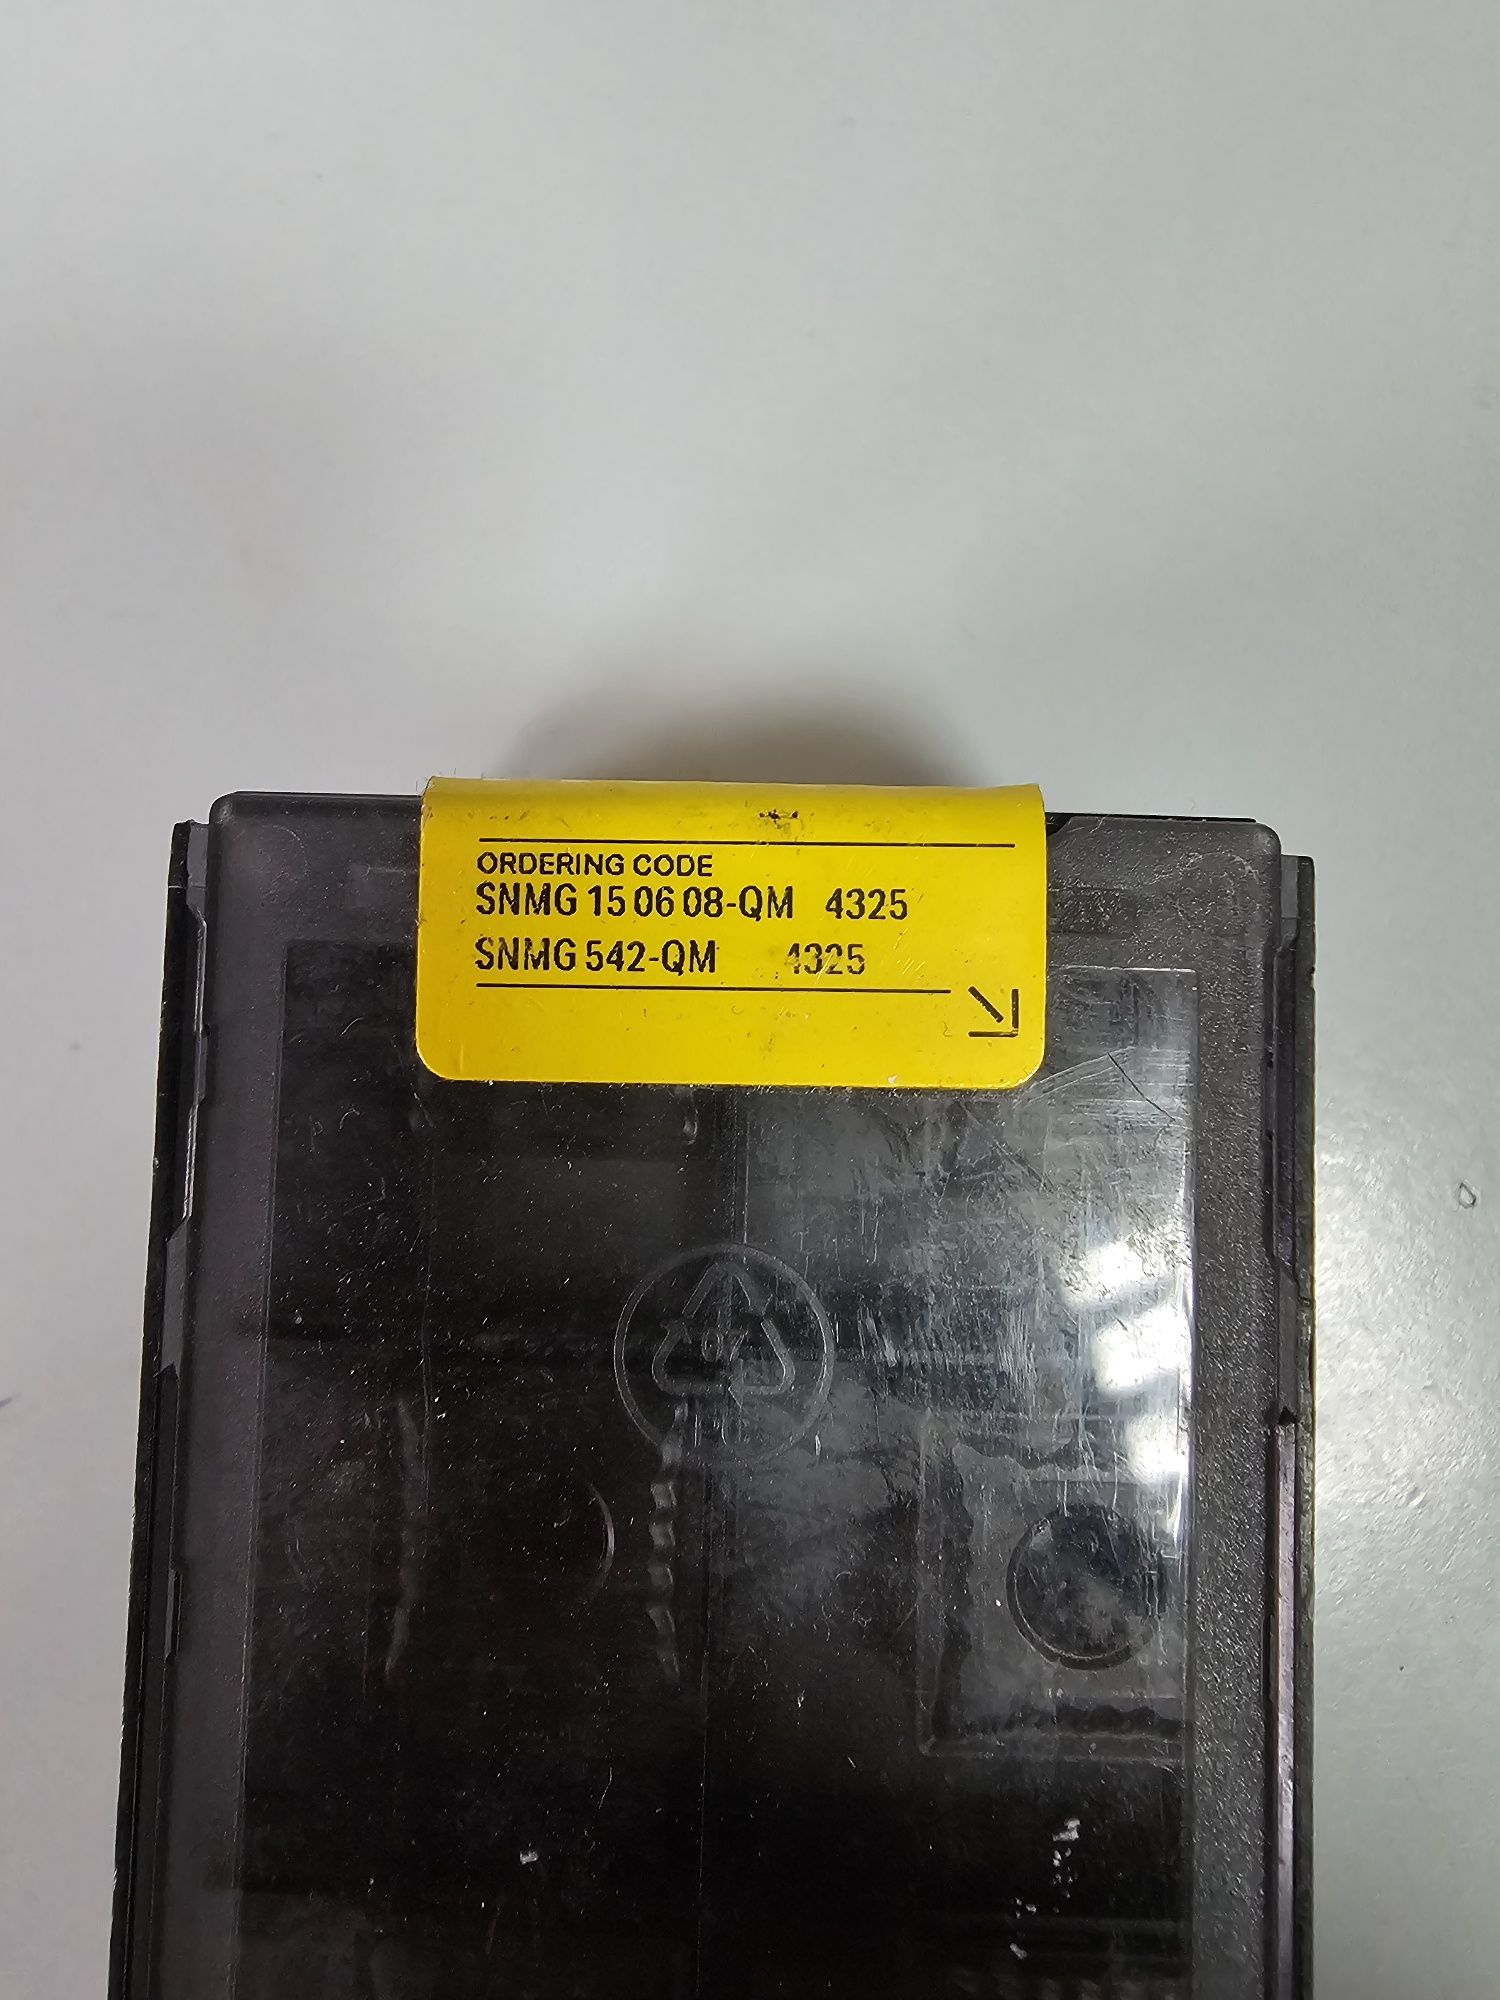 ORDERING CODE
SNMG 15 06 08-QM 4325
SNMG 542-QM 4325